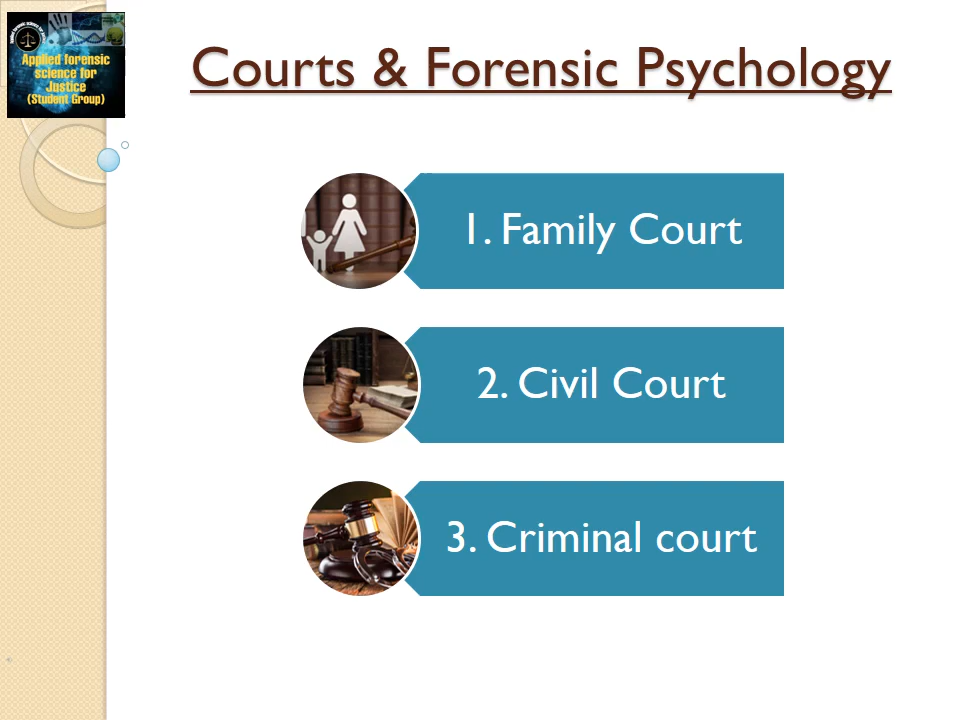 Applied forensic
science for
Justice
(Student Group)
Courts & Forensic Psychology
1. Family Court
2. Civil Court
3. Criminal court